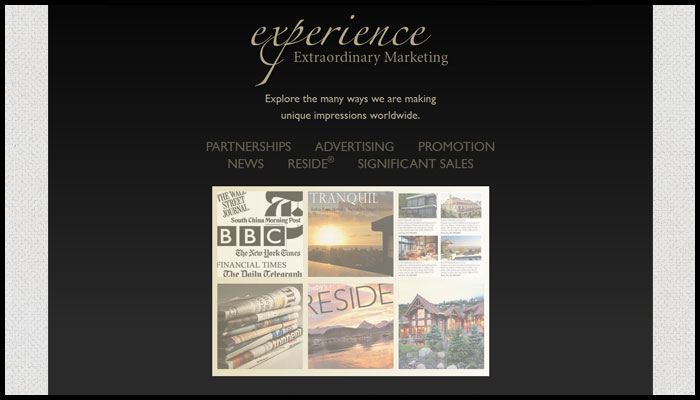 experience
Extraordinary Marketing
Explore the many ways we are making
unique impressions worldwide.
PARTNERSHIPS ADVERTISING PROMOTION
NEWS RESIDE® SIGNIFICANT SALES
THE WALL
STREET
JOURNAL
South China Morning Post
BBC
The New York Times
FINANCIAL TIMES
The Daily Telegraph
TRANQUIL
RESIDE